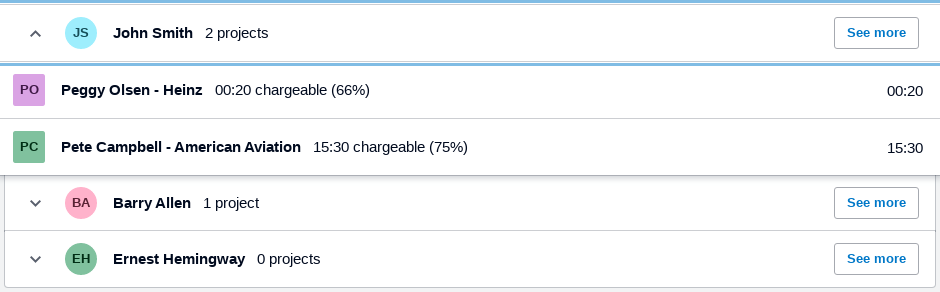 JS John Smith 2 projects See more
PO Peggy Olsen - Heinz 00:20 chargeable (66%) 00:20
PC Pete Campbell - American Aviation 15:30 chargeable (75%) 15:30
BA Barry Allen 1 project See more
EH Ernest Hemingway 0 projects See more